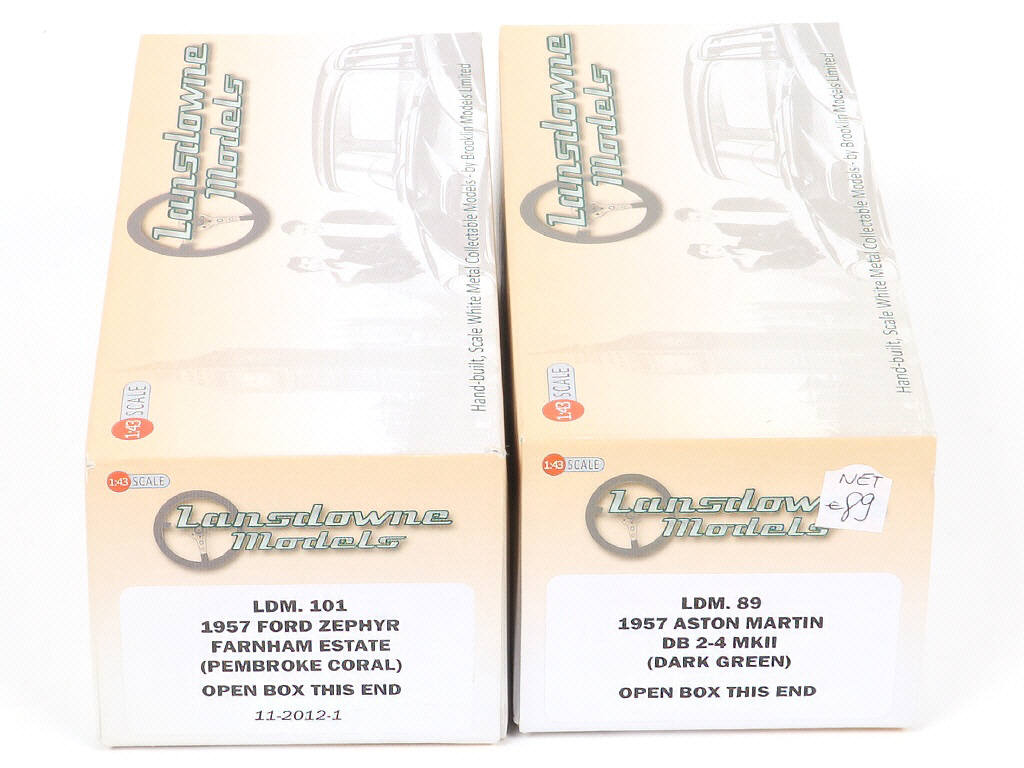 Lansdowne
Models
Hand-built, Scale White Metal Collectable Models - by Brooklin Models Limited
1:43 SCALE
1:43 SCALE
Lansdowne
Models
LDM. 101
1957 FORD ZEPHYR
FARNHAM ESTATE
(PEMBROKE CORAL)
OPEN BOX THIS END
11-2012-1
Lansdowne
Models
Hand-built, Scale White Metal Collectable Models - by Brooklin Models Limited
1:43 SCALE
1:43 SCALE
Lansdown
Models
NET
€89
LDM. 89
1957 ASTON MARTIN
DB 2-4 MKII
(DARK GREEN)
OPEN BOX THIS END